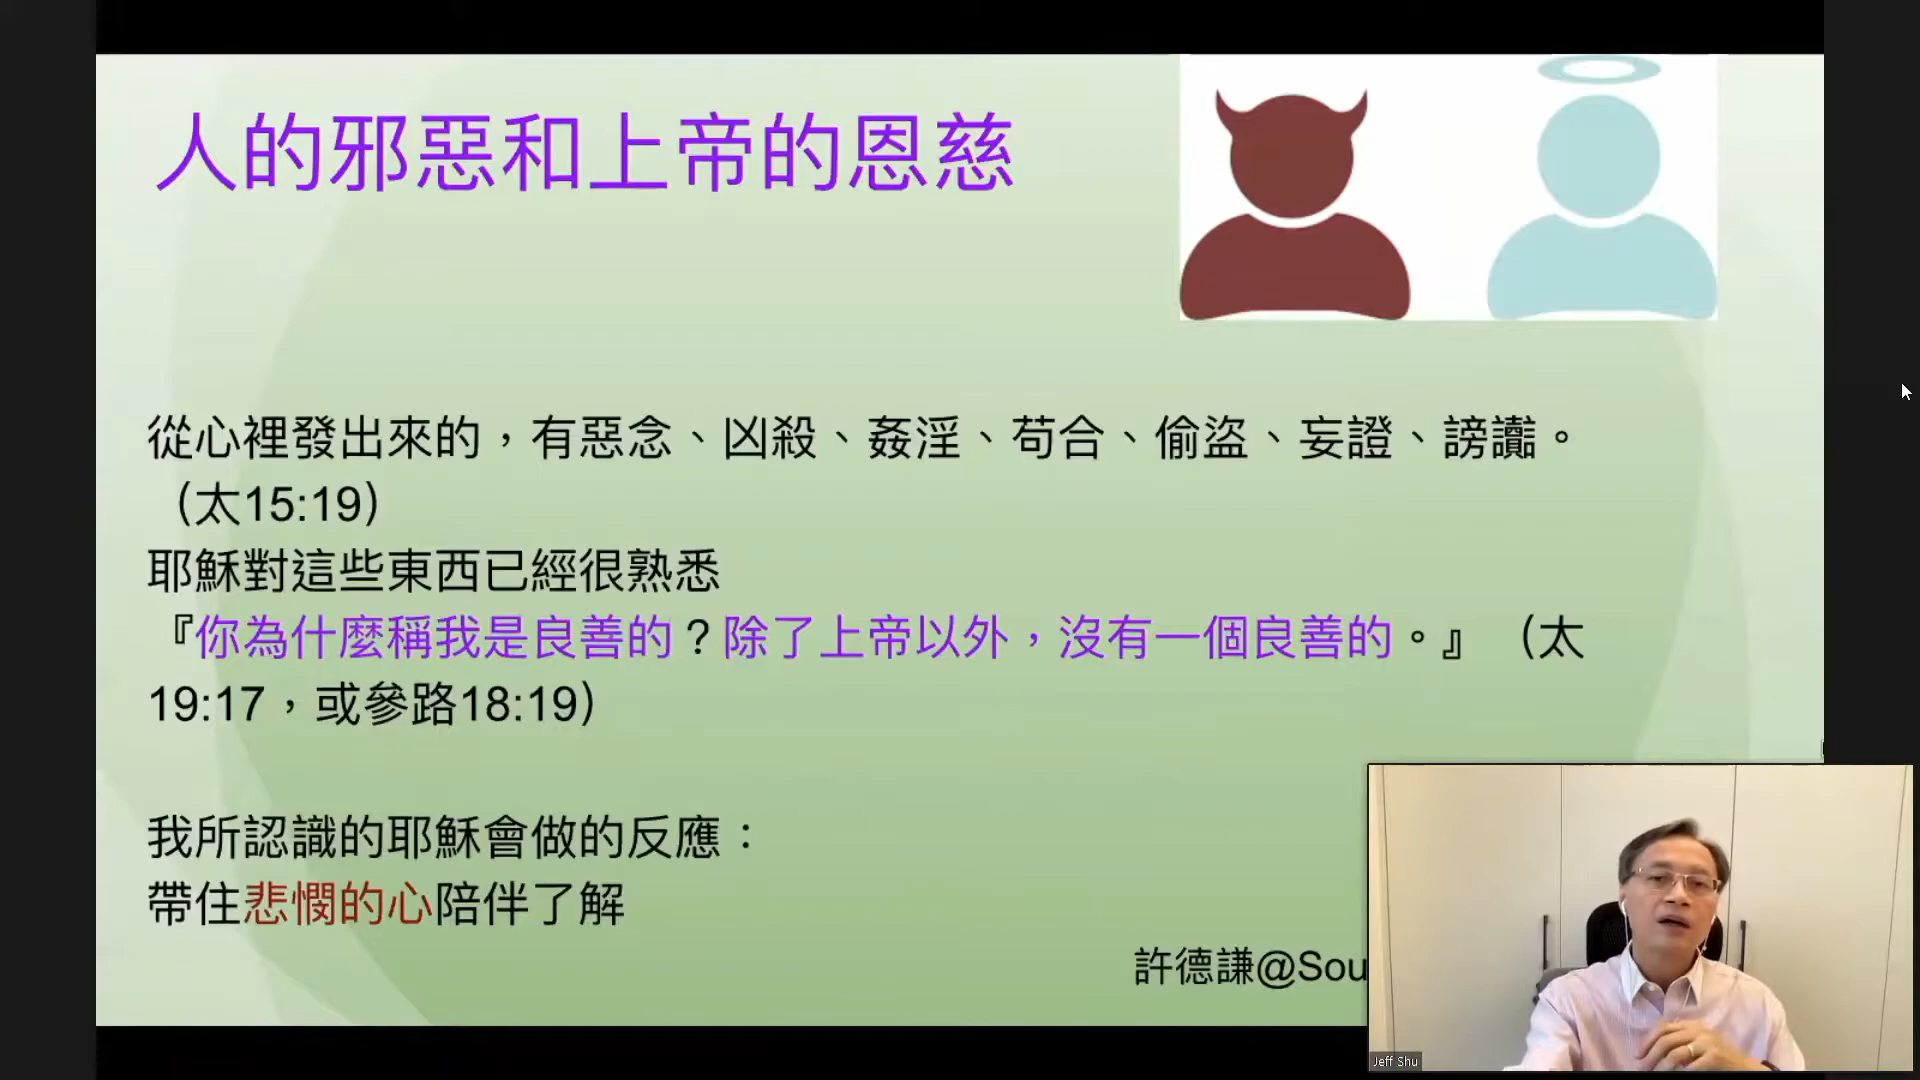 人的邪惡和上帝的恩慈
從心裡發出來的，有惡念、凶殺、姦淫、苟合、偷盜、妄證、謗讟。
（太15:19）
耶穌對這些東西已經很熟悉
『你為什麼稱我是良善的？除了上帝以外，沒有一個良善的。』（太
19:17，或參路18:19）
我所認識的耶穌會做的反應：
帶住悲憫的心陪伴了解
許德謙@Sou
Jeff Shu